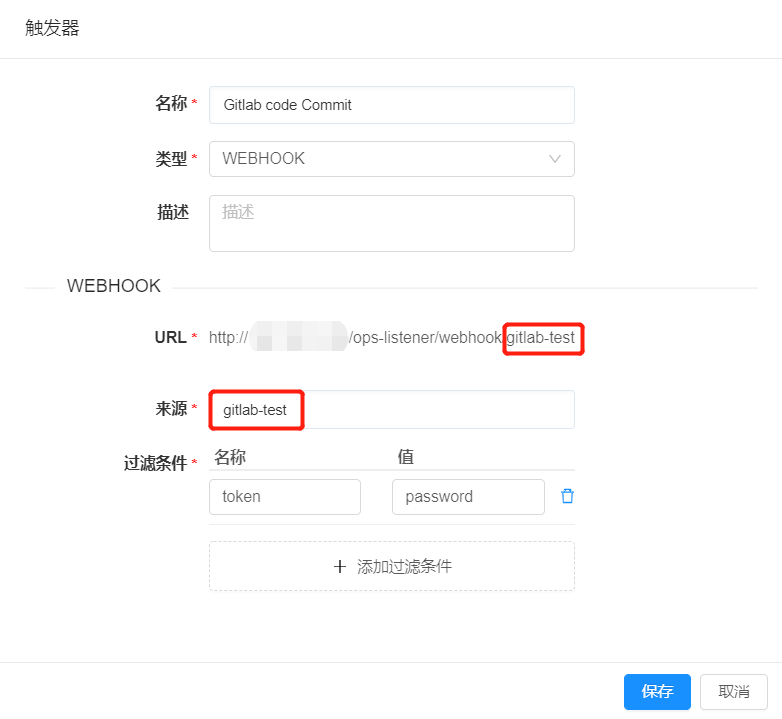 触发器
名称 * Gitlab code Commit
类型 * WEBHOOK
描述 描述
WEBHOOK
URL * http:// /ops-listener/webhook/gitlab-test
来源 * gitlab-test
过滤条件 * 名称 值
token password
+ 添加过滤条件
保存 取消